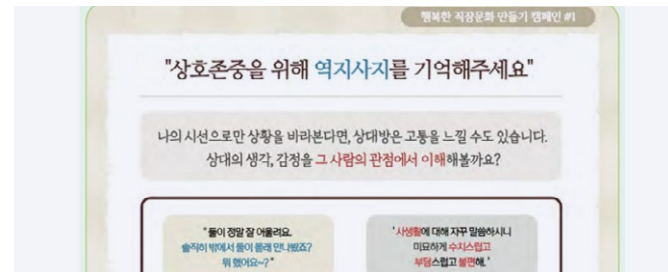 행복한 직장문화 만들기 캠페인 #1
"상호존중을 위해 역지사지를 기억해주세요"
나의 시선으로만 상황을 바라본다면, 상대방은 고통을 느낄 수도 있습니다.
상대의 생각, 감정을 그 사람의 관점에서 이해해볼까요?
"둘이 정말 잘 어울려요.
솔직히 밖에서 둘이 몰래 만나봤죠?
뭐 했어요~?"
'사생활에 대해 자꾸 말씀하시니
미묘하게 수치스럽고
부담스럽고 불편해.'